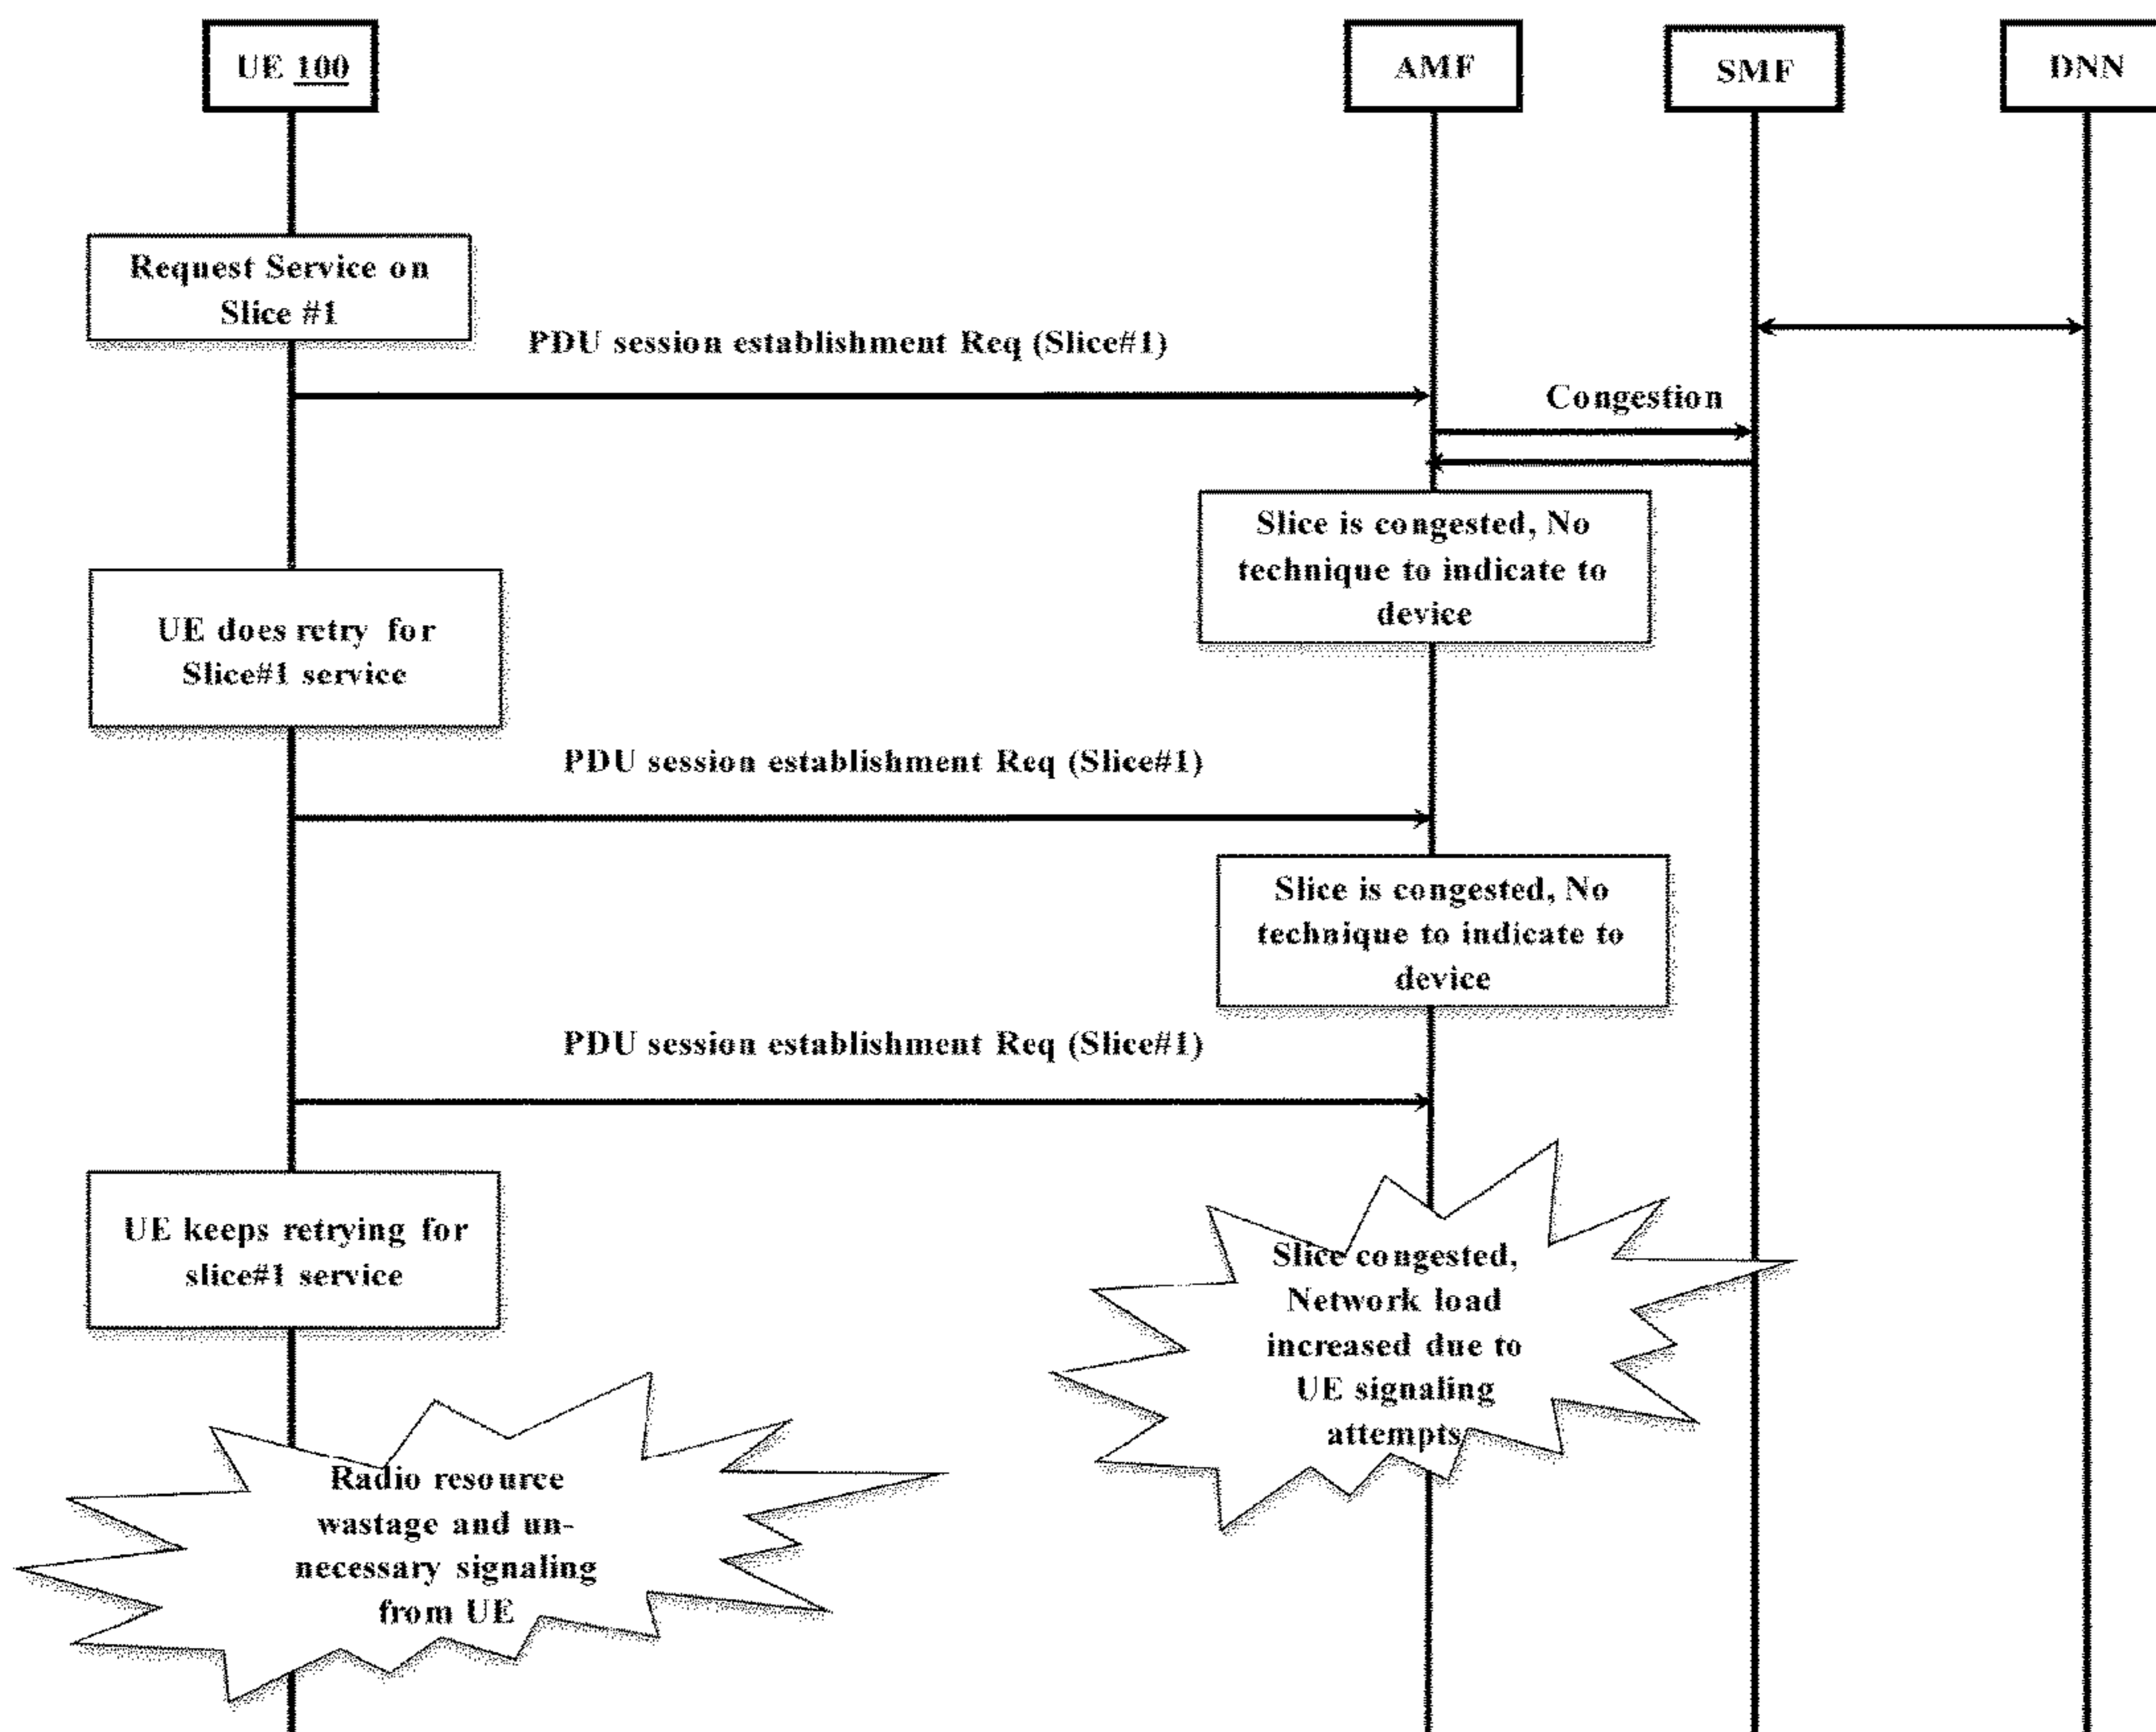 UE 100
AMF
SMF
DNN
Request Service on
Slice #1
PDU session establishment Req (Slice#1)
Congestion
Slice is congested, No
technique to indicate to
device
UE does retry for
Slice#1 service
PDU session establishment Req (Slice#1)
Slice is congested, No
technique to indicate to
device
PDU session establishment Req (Slice#1)
UE keeps retrying for
slice#1 service
Slice congested,
Network load
increased due to
UE signaling
attempts
Radio resource
wastage and un-
necessary signaling
from UE